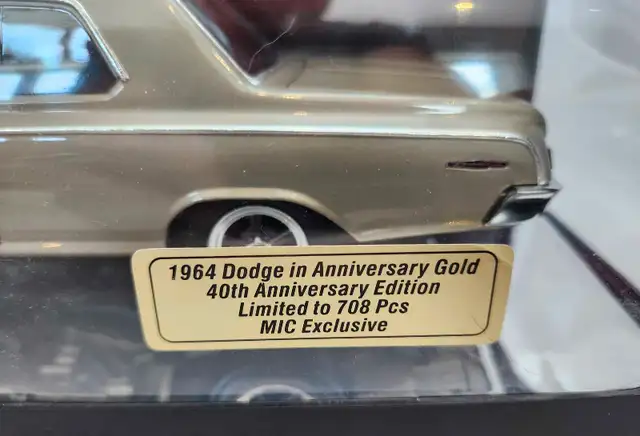 1964 Dodge in Anniversary Gold
40th Anniversary Edition
Limited to 708 Pcs
MIC Exclusive